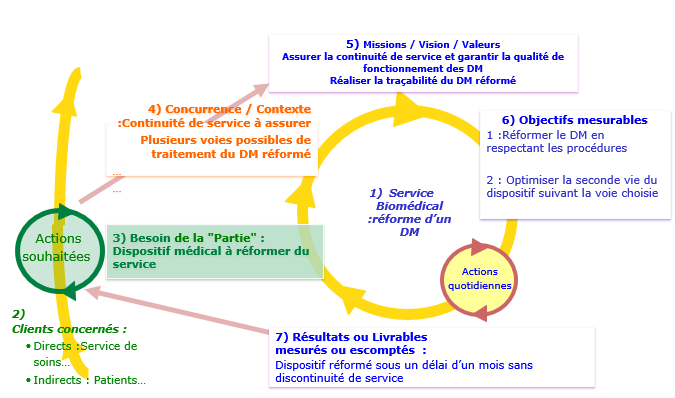 5) Missions / Vision / Valeurs
Assurer la continuité de service et garantir la qualité de
fonctionnement des DM
Réaliser la traçabilité du DM réformé
4) Concurrence / Contexte
:Continuité de service à assurer
Plusieurs voies possibles de
traitement du DM réformé
…
…
6) Objectifs mesurables
1 :Réformer le DM en
respectant les procédures
2 : Optimiser la seconde vie du
dispositif suivant la voie choisie
1) Service
Biomédical
:réforme d’un
DM
Actions
souhaitées
3) Besoin de la "Partie" :
Dispositif médical à réformer du
service
Actions
quotidiennes
2)
Clients concernés :
• Directs :Service de
soins…
• Indirects : Patients…
7) Résultats ou Livrables
mesurés ou escomptés :
Dispositif réformé sous un délai d’un mois sans
discontinuité de service